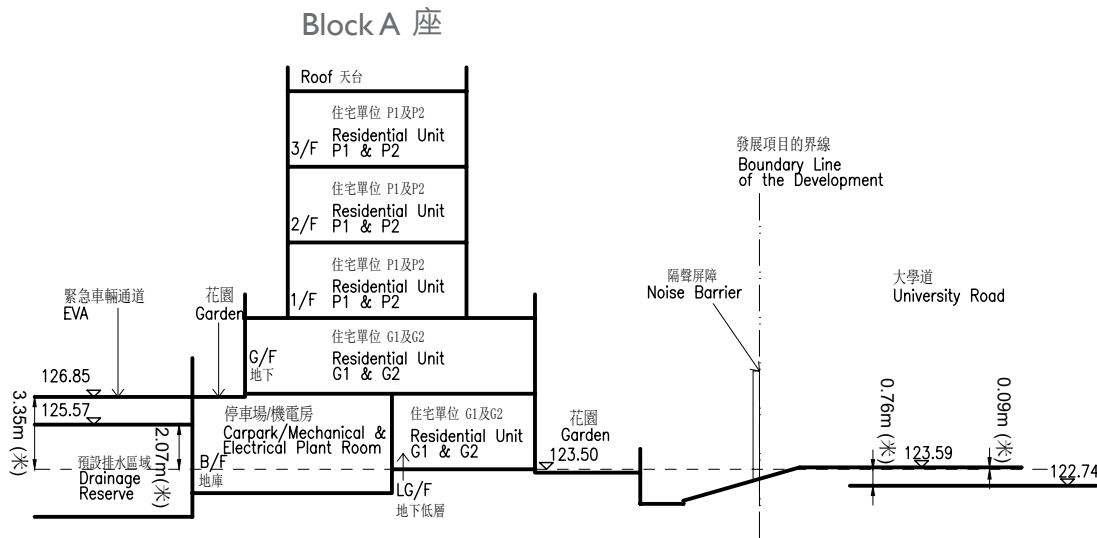 Block A 座
Roof 天台
住宅單位 P1及P2
3/F Residential Unit
P1 & P2
住宅單位 P1及P2
2/F Residential Unit
P1 & P2
住宅單位 P1及P2
1/F Residential Unit
P1 & P2
發展項目的界線
Boundary Line
of the Development
緊急車輛通道
EVA
花園
Garden
隔聲屏障
Noise Barrier
大學道
University Road
住宅單位 G1及G2
G/F Residential Unit
地下 G1 & G2
126.85
125.57
3.35m (米)
2.07m(米)
預設排水區域
Drainage
Reserve
停車場/機電房
Carpark/Mechanical &
Electrical Plant Room
B/F
地庫
住宅單位 G1及G2
Residential Unit
G1 & G2
LG/F
地下低層
花園
Garden
123.50
0.76m (米)
0.09m (米)
123.59
122.74